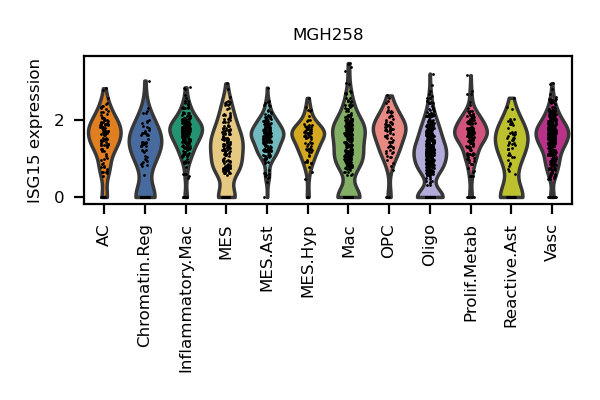 MGH258
ISG15 expression
2
0
AC
Chromatin.Reg
Inflammatory.Mac
MES
MES.Ast
MES.Hyp
Mac
OPC
Oligo
Prolif.Metab
Reactive.Ast
Vasc